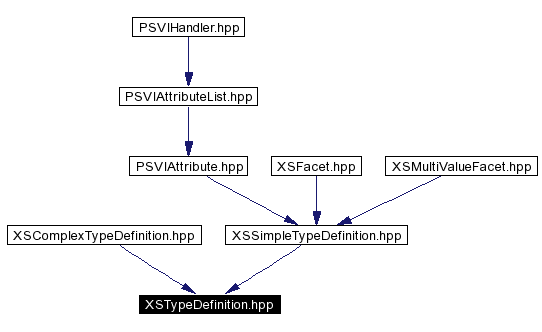 PSVIHandler.hpp
PSVIAttributeList.hpp
PSVIAttribute.hpp
XSFacet.hpp
XSMultiValueFacet.hpp
XSComplexTypeDefinition.hpp
XSSimpleTypeDefinition.hpp
XSTypeDefinition.hpp